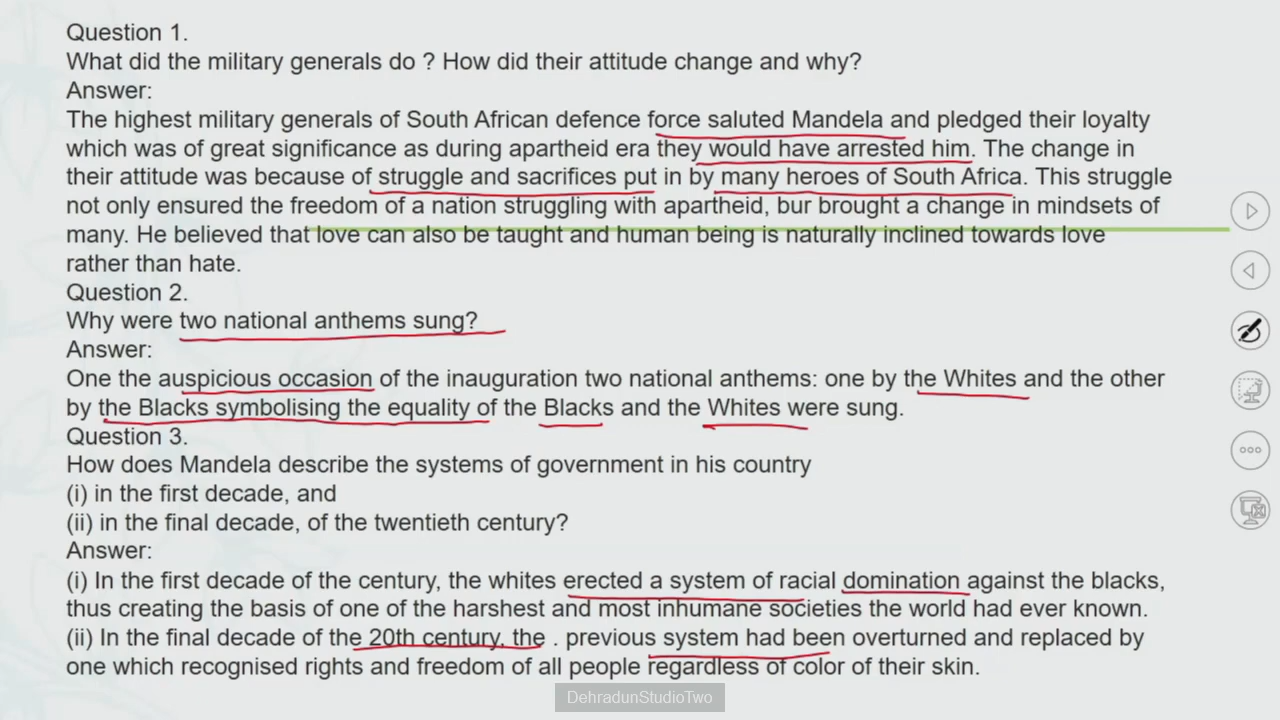 Question 1.
What did the military generals do ? How did their attitude change and why?
Answer:
The highest military generals of South African defence force saluted Mandela and pledged their loyalty
which was of great significance as during apartheid era they would have arrested him. The change in
their attitude was because of struggle and sacrifices put in by many heroes of South Africa. This struggle
not only ensured the freedom of a nation struggling with apartheid, bur brought a change in mindsets of
many. He believed that love can also be taught and human being is naturally inclined towards love
rather than hate.
Question 2.
Why were two national anthems sung?
Answer:
One the auspicious occasion of the inauguration two national anthems: one by the Whites and the other
by the Blacks symbolising the equality of the Blacks and the Whites were sung.
Question 3.
How does Mandela describe the systems of government in his country
(i) in the first decade, and
(ii) in the final decade, of the twentieth century?
Answer:
(i) In the first decade of the century, the whites erected a system of racial domination against the blacks,
thus creating the basis of one of the harshest and most inhumane societies the world had ever known.
(ii) In the final decade of the 20th century, the . previous system had been overturned and replaced by
one which recognised rights and freedom of all people regardless of color of their skin.
DehradunStudioTwo